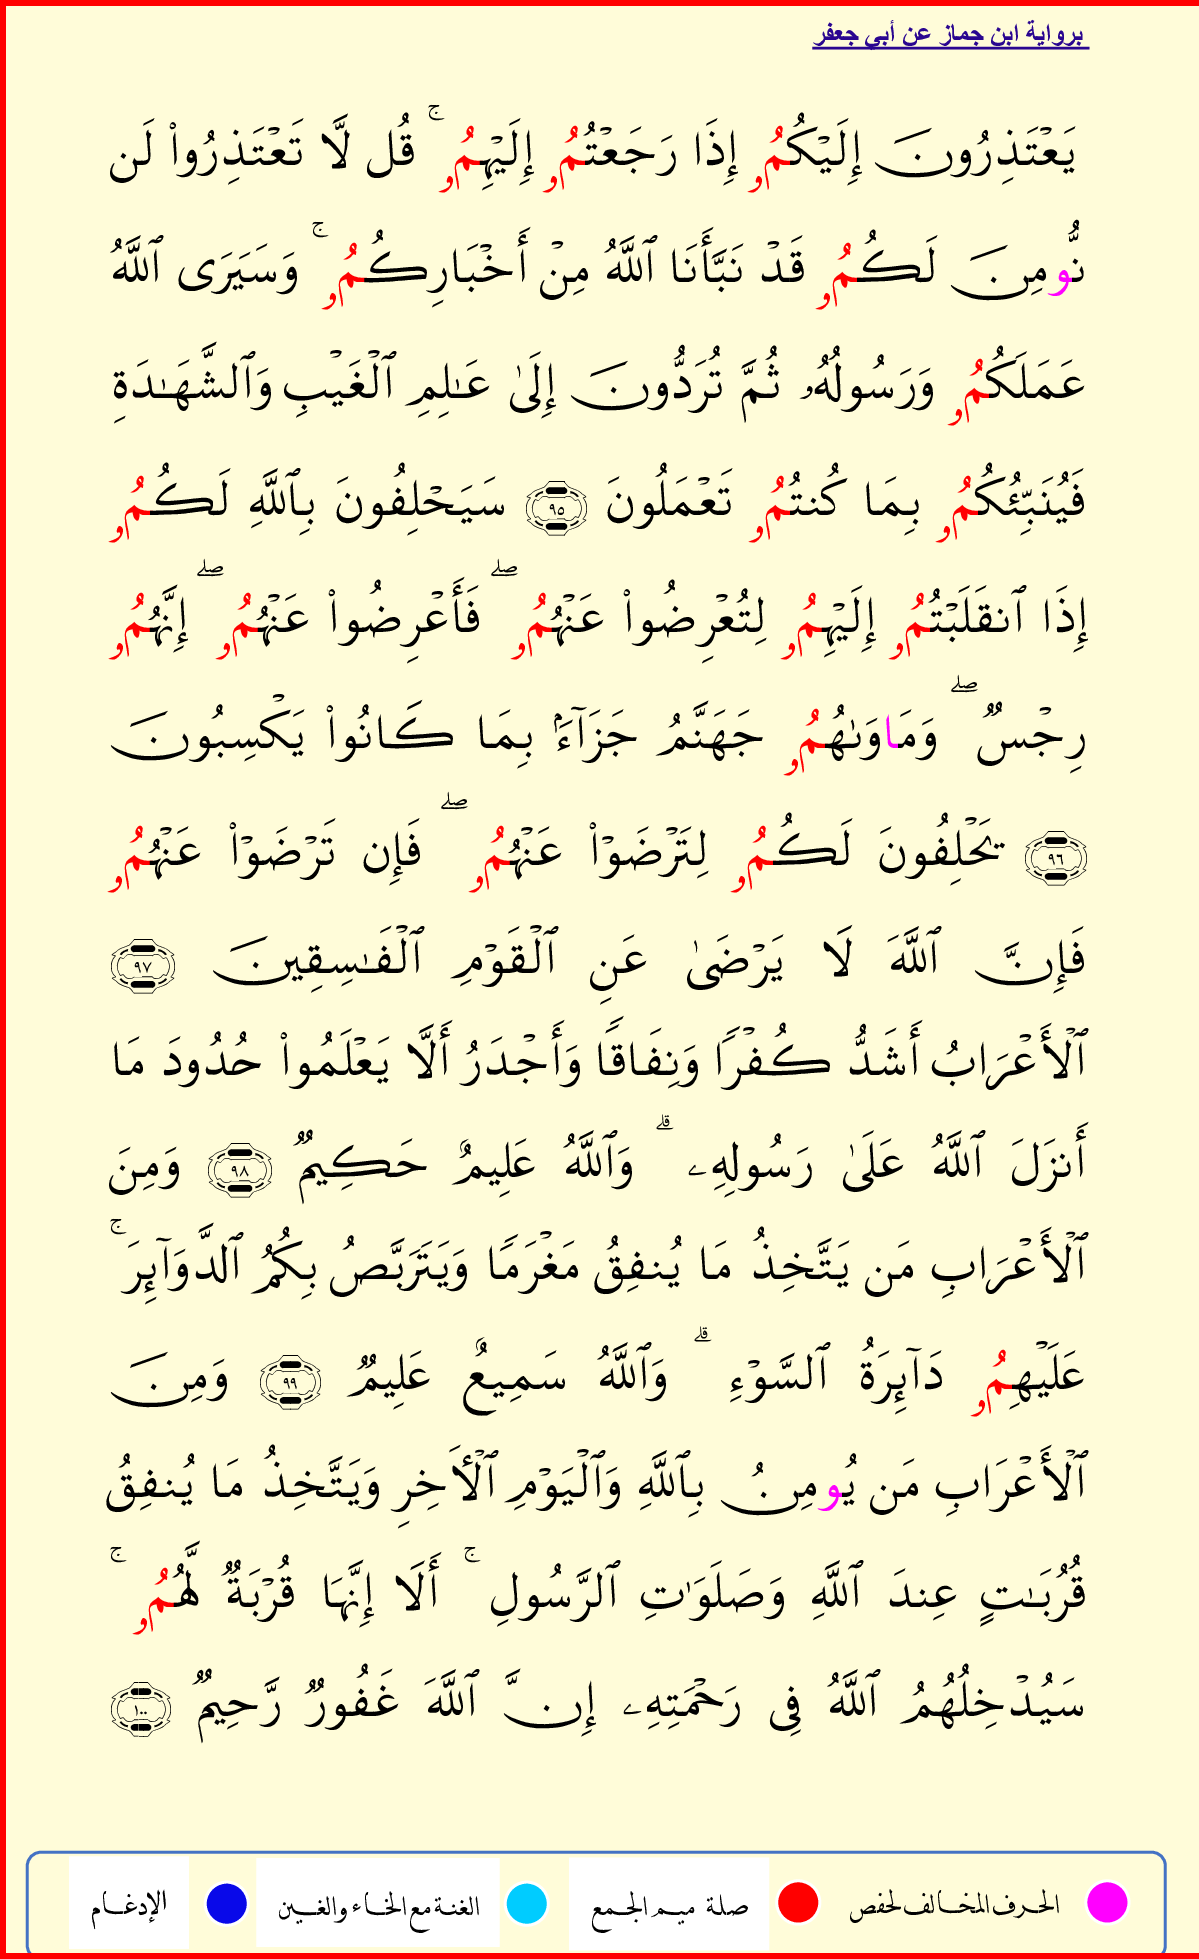 برواية ابن جماز عن أبي جعفر
يَعْتَذِرُونَ إِلَيْكُمُۥ إِذَا رَجَعْتُمُۥ إِلَيْهِمُۥ ۚ قُل لَّا تَعْتَذِرُوا۟ لَن
نُّومِنَ لَكُمُۥ قَدْ نَبَّأَنَا ٱللَّهُ مِنْ أَخْبَارِكُمُۥ ۚ وَسَيَرَى ٱللَّهُ
عَمَلَكُمُۥ وَرَسُولُهُۥ ثُمَّ تُرَدُّونَ إِلَىٰ عَـٰلِمِ ٱلْغَيْبِ وَٱلشَّهَـٰدَةِ
فَيُنَبِّئُكُمُۥ بِمَا كُنتُمُۥ تَعْمَلُونَ ٩٥ سَيَحْلِفُونَ بِٱللَّهِ لَكُمُۥ
إِذَا ٱنقَلَبْتُمُۥ إِلَيْهِمُۥ لِتُعْرِضُوا۟ عَنْهُمُۥ ۖ فَأَعْرِضُوا۟ عَنْهُمُۥ ۖ إِنَّهُمُۥ
رِجْسٌ ۖ وَمَاوَىٰهُمُۥ جَهَنَّمُ جَزَآءًۢ بِمَا كَانُوا۟ يَكْسِبُونَ
٩٦ يَحْلِفُونَ لَكُمُۥ لِتَرْضَوْا۟ عَنْهُمُۥ ۖ فَإِن تَرْضَوْا۟ عَنْهُمُۥ
فَإِنَّ ٱللَّهَ لَا يَرْضَىٰ عَنِ ٱلْقَوْمِ ٱلْفَـٰسِقِينَ ٩٧
ٱلْأَعْرَابُ أَشَدُّ كُفْرًا وَنِفَاقًا وَأَجْدَرُ أَلَّا يَعْلَمُوا۟ حُدُودَ مَا
أَنزَلَ ٱللَّهُ عَلَىٰ رَسُولِهِۦ ۗ وَٱللَّهُ عَلِيمٌ حَكِيمٌ ٩٨ وَمِنَ
ٱلْأَعْرَابِ مَن يَتَّخِذُ مَا يُنفِقُ مَغْرَمًا وَيَتَرَبَّصُ بِكُمُ ٱلدَّوَآئِرَ ۚ
عَلَيْهِمُۥ دَآئِرَةُ ٱلسَّوْءِ ۗ وَٱللَّهُ سَمِيعٌ عَلِيمٌ ٩٩ وَمِنَ
ٱلْأَعْرَابِ مَن يُومِنُ بِٱللَّهِ وَٱلْيَوْمِ ٱلْأَخِرِ وَيَتَّخِذُ مَا يُنفِقُ
قُرُبَـٰتٍ عِندَ ٱللَّهِ وَصَلَوَٰتِ ٱلرَّسُولِ ۚ أَلَا إِنَّهَا قُرْبَةٌ لَّهُمُۥ ۚ
سَيُدْخِلُهُمُ ٱللَّهُ فِى رَحْمَتِهِۦ إِنَّ ٱللَّهَ غَفُورٌ رَّحِيمٌ ١٠٠
الحرف المخالف لحفص صلة ميم الجمع الغنة مع الخاء والغين الإدغام